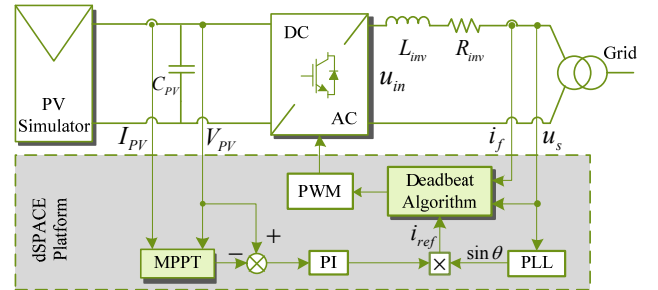 PV
Simulator
C_PV
DC
AC
u_in
L_inv
R_inv
Grid
I_PV
V_PV
i_f
u_s
dSPACE
Platform
PWM
Deadbeat
Algorithm
i_ref
MPPT
−
+
PI
×
sin θ
PLL